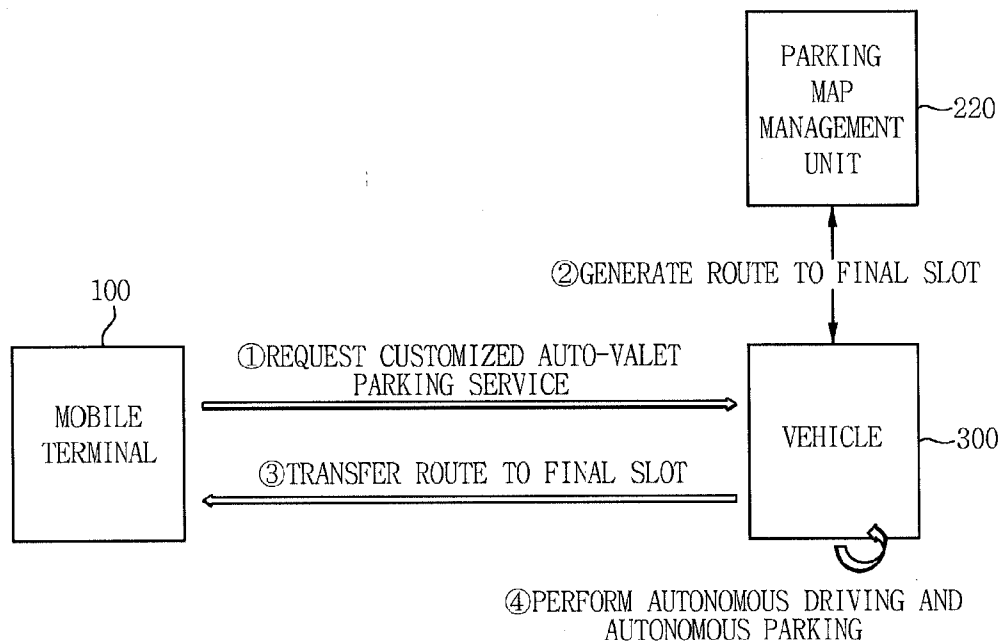 PARKING
MAP
MANAGEMENT
UNIT
220
②GENERATE ROUTE TO FINAL SLOT
100
①REQUEST CUSTOMIZED AUTO-VALET
PARKING SERVICE
MOBILE
TERMINAL
VEHICLE
300
③TRANSFER ROUTE TO FINAL SLOT
④PERFORM AUTONOMOUS DRIVING AND
AUTONOMOUS PARKING